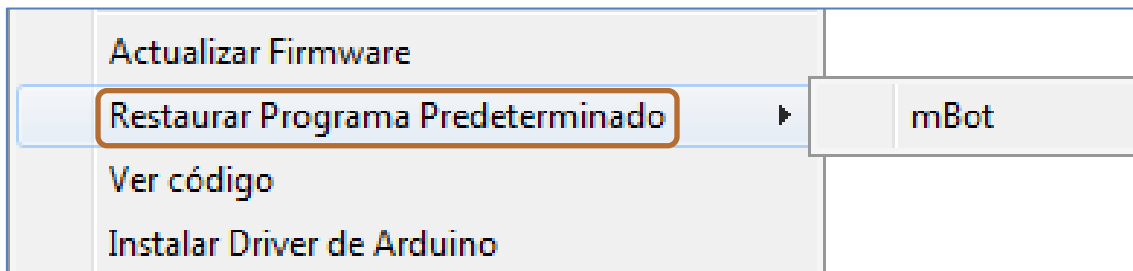 Actualizar Firmware
Restaurar Programa Predeterminado
mBot
Ver código
Instalar Driver de Arduino